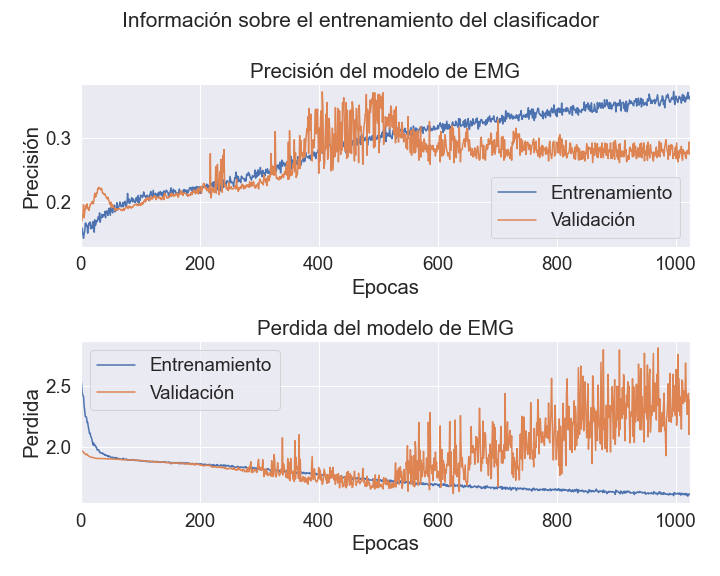 Información sobre el entrenamiento del clasificador
Precisión del modelo de EMG
Precisión
0.3
0.2
Entrenamiento
Validación
0 200 400 600 800 1000
Epocas
Perdida del modelo de EMG
Perdida
2.5
2.0
Entrenamiento
Validación
0 200 400 600 800 1000
Epocas